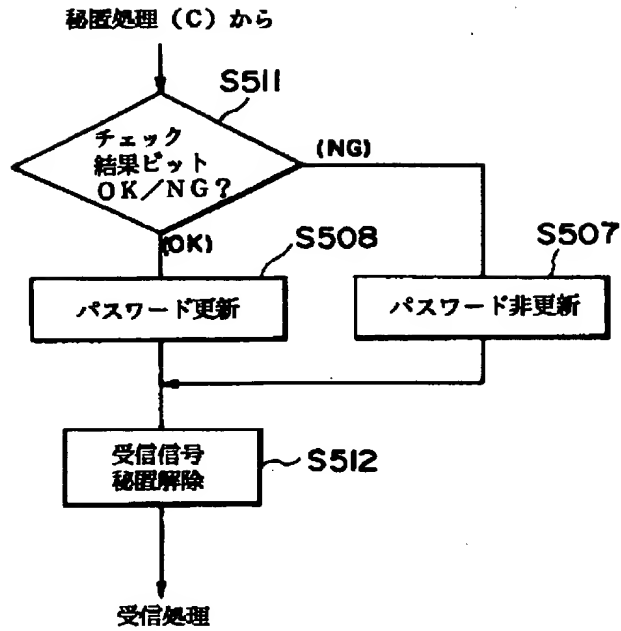 秘匿処理(C)から
S511
チェック
結果ビット
OK/NG?
(NG)
(OK)
S508
S507
パスワード更新
パスワード非更新
受信信号
秘匿解除
S512
受信処理